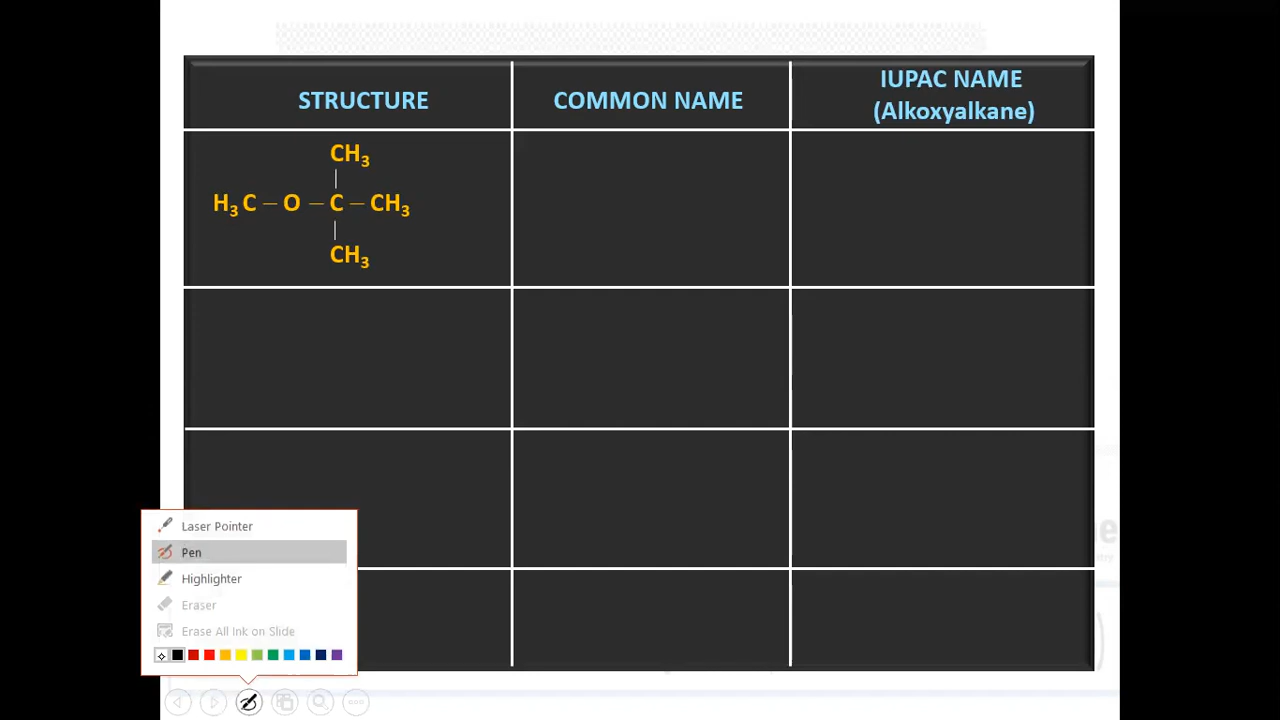 STRUCTURE
COMMON NAME
IUPAC NAME
(Alkoxyalkane)
CH₃
|
H₃C – O – C – CH₃
|
CH₃
Laser Pointer
Pen
Highlighter
Eraser
Erase All Ink on Slide